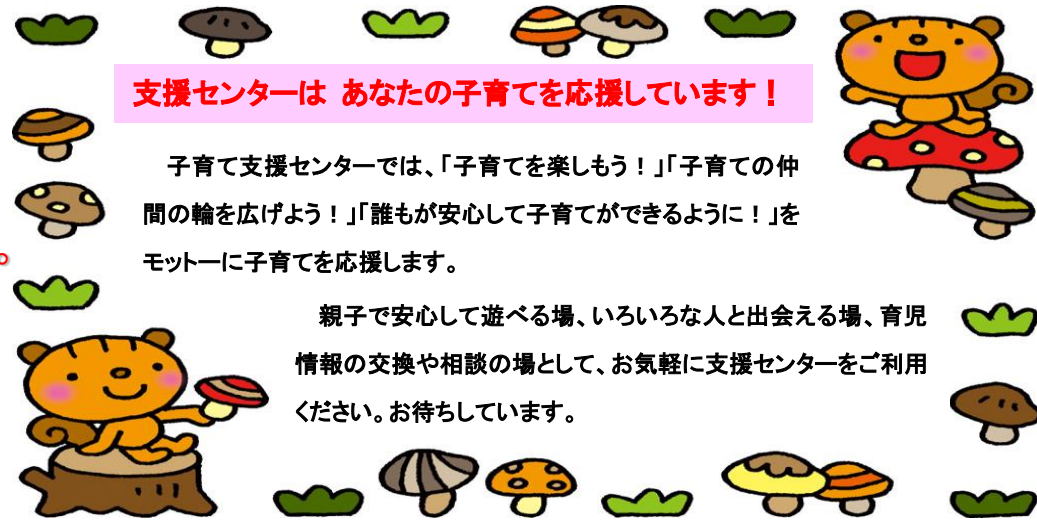 支援センターは あなたの子育てを応援しています！
子育て支援センターでは、「子育てを楽しもう！」「子育ての仲
間の輪を広げよう！」「誰もが安心して子育てができるように！」を
モットーに子育てを応援します。
親子で安心して遊べる場、いろいろな人と出会える場、育児
情報の交換や相談の場として、お気軽に支援センターをご利用
ください。お待ちしています。